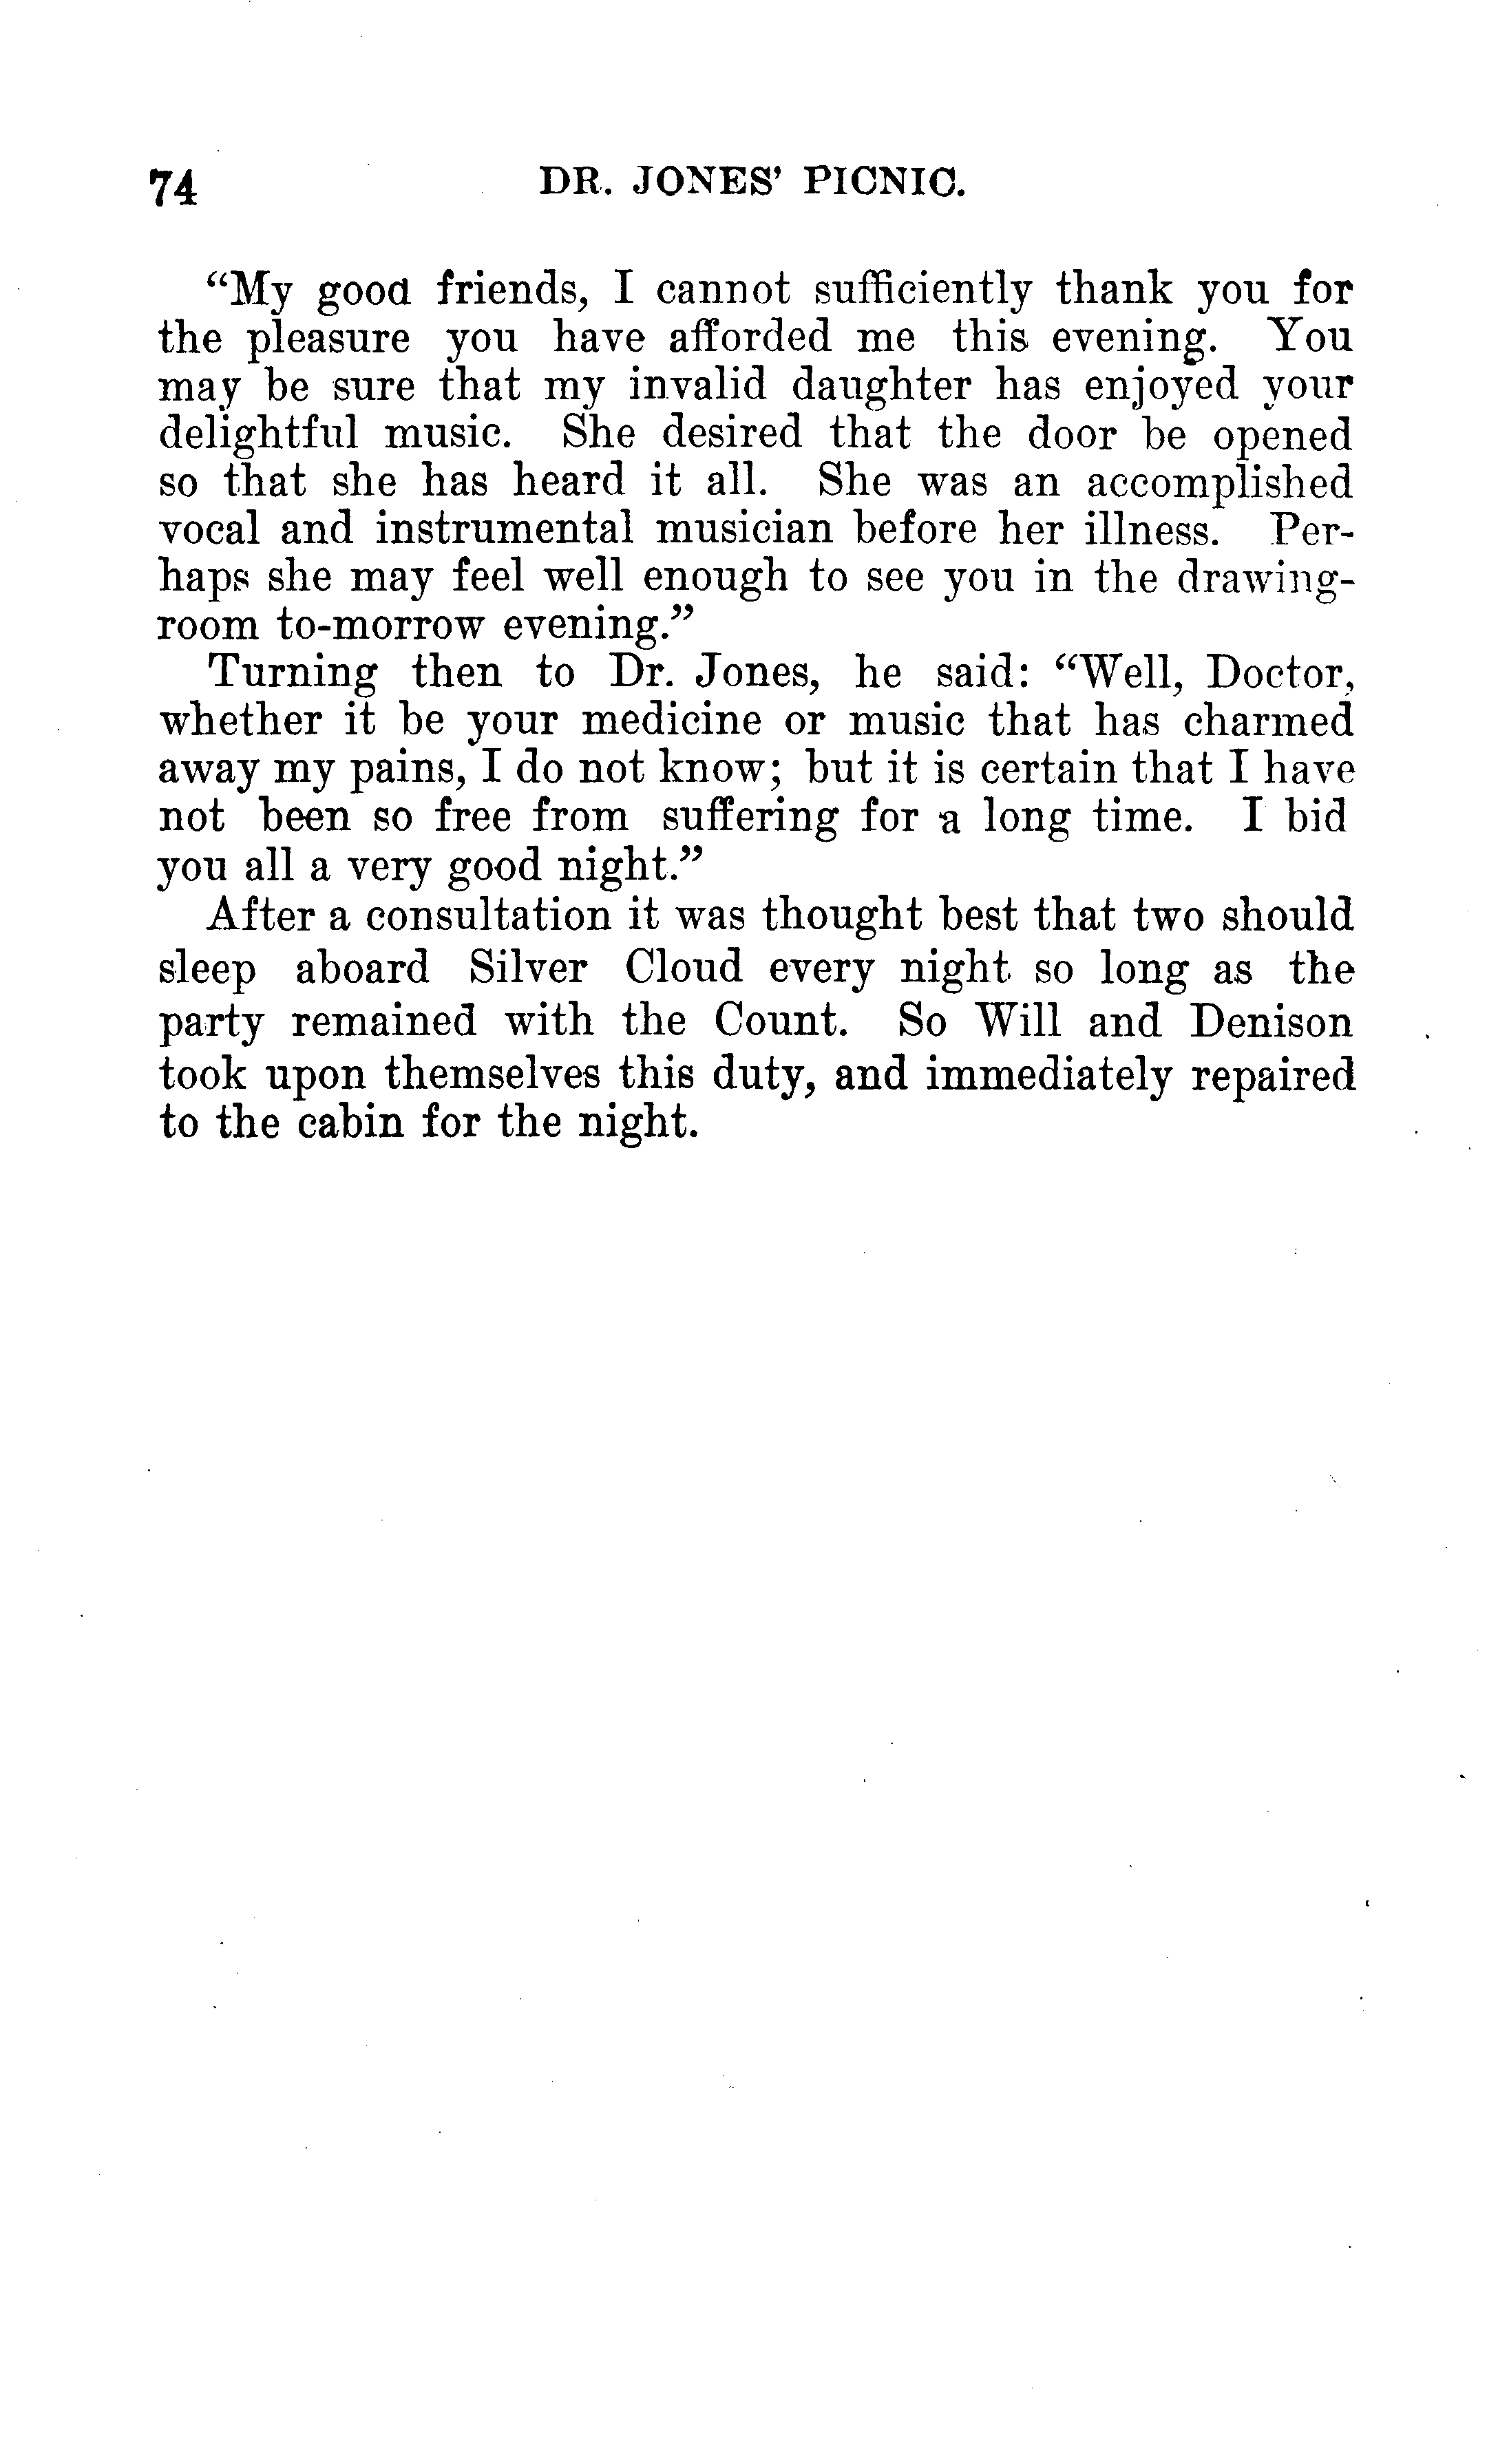 74
DR. JONES' PICNIC.
“My good friends, I cannot sufficiently thank you for
the pleasure you have afforded me this evening. You
may be sure that my invalid daughter has enjoyed your
delightful music. She desired that the door be opened
so that she has heard it all. She was an accomplished
vocal and instrumental musician before her illness. Per-
haps she may feel well enough to see you in the drawing-
room to-morrow evening.”
Turning then to Dr. Jones, he said: “Well, Doctor,
whether it be your medicine or music that has charmed
away my pains, I do not know; but it is certain that I have
not been so free from suffering for a long time. I bid
you all a very good night.”
After a consultation it was thought best that two should
sleep aboard Silver Cloud every night so long as the
party remained with the Count. So Will and Denison
took upon themselves this duty, and immediately repaired
to the cabin for the night.